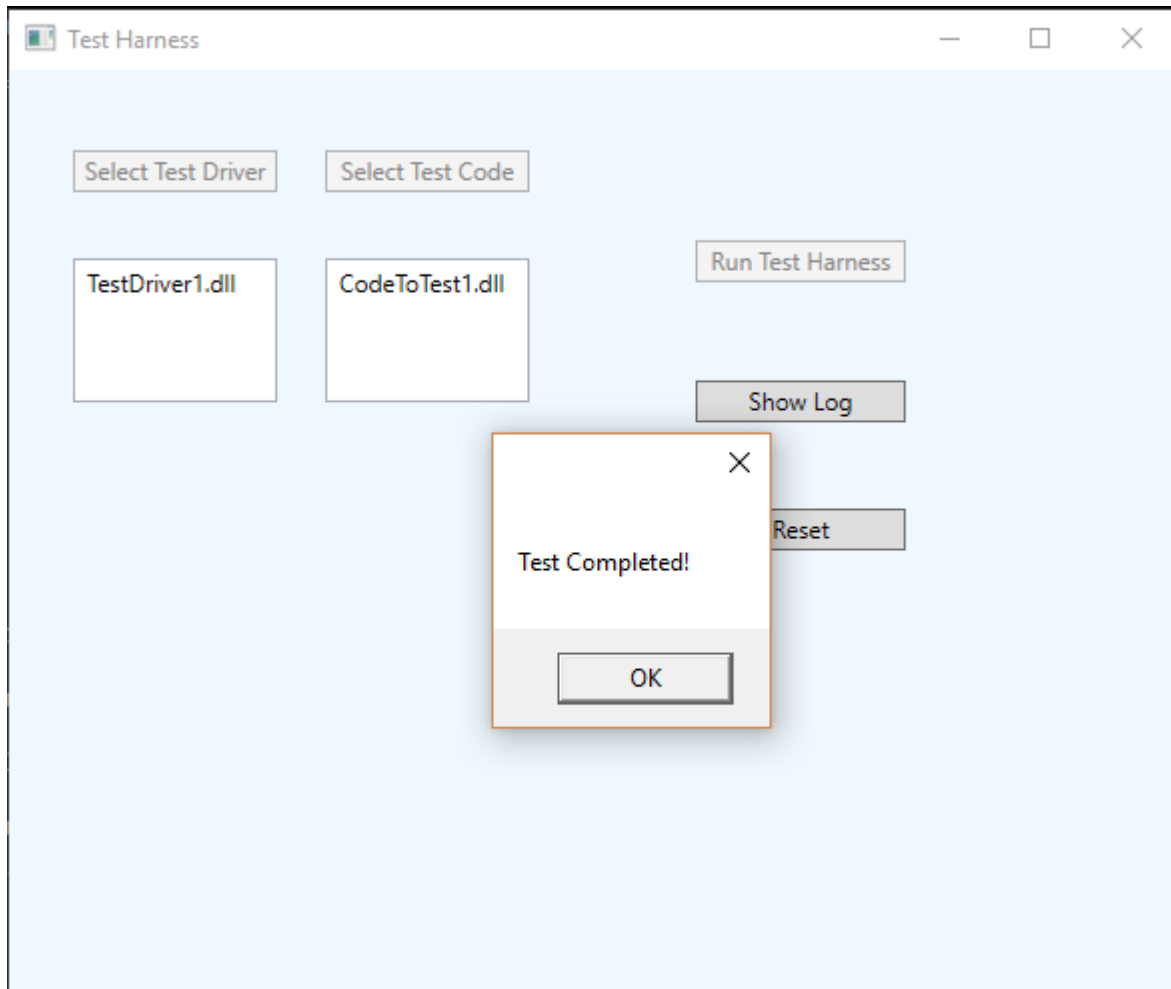 Test Harness
Select Test Driver
Select Test Code
Run Test Harness
TestDriver1.dll
CodeToTest1.dll
Show Log
Reset
Test Completed!
OK